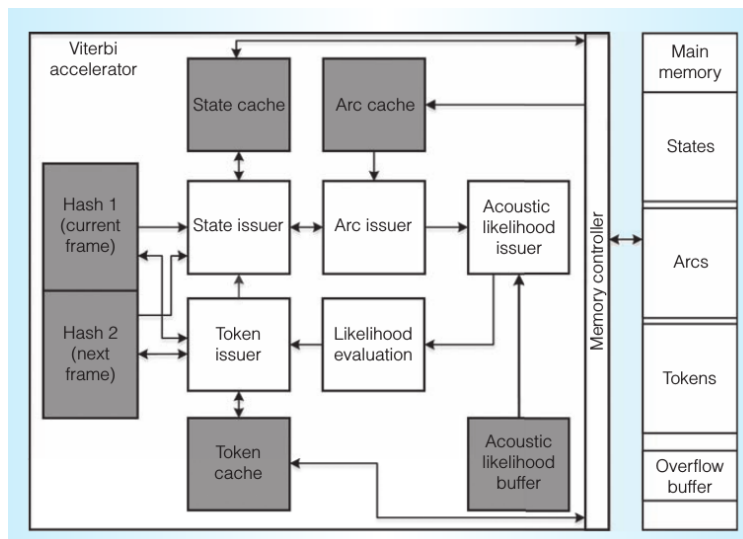 Viterbi
accelerator
State cache
Arc cache
Main
memory
States
Hash 1
(current
frame)
State issuer
Arc issuer
Acoustic
likelihood
issuer
Memory controller
Arcs
Hash 2
(next
frame)
Token
issuer
Likelihood
evaluation
Tokens
Token
cache
Acoustic
likelihood
buffer
Overflow
buffer